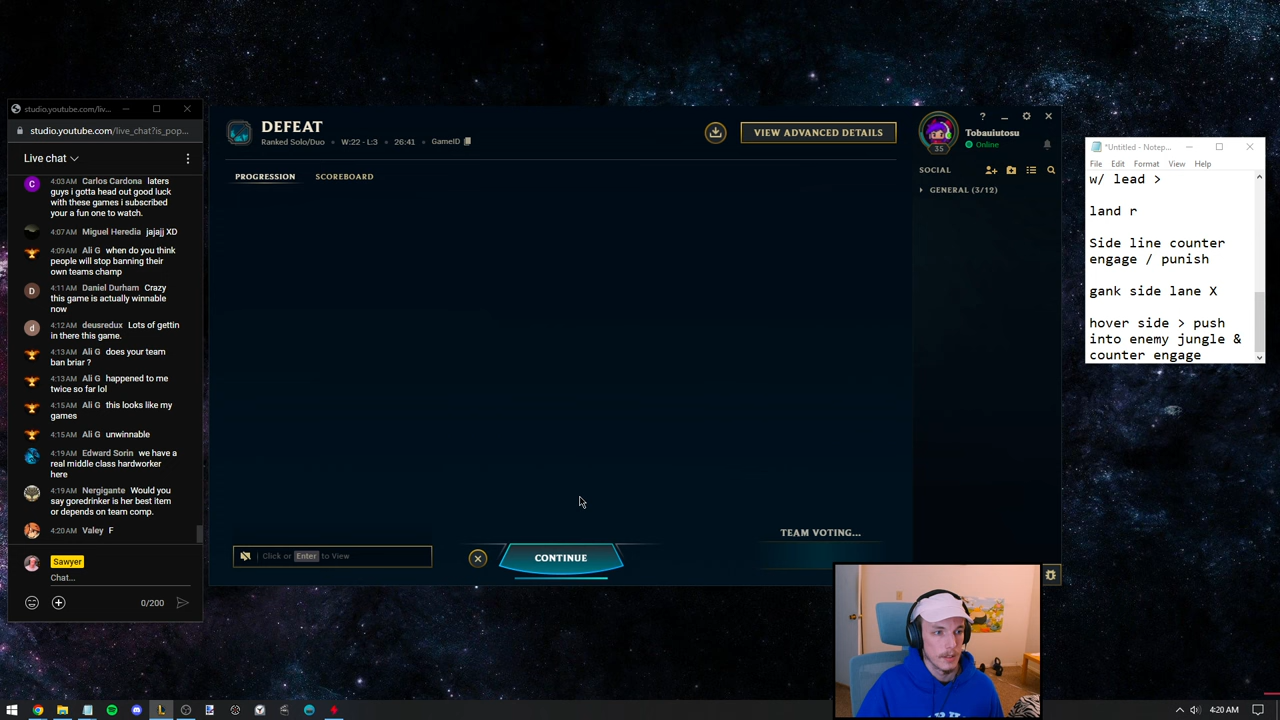 studio.youtube.com/liv...
studio.youtube.com/live_chat?is_pop...
Live chat
4:03 AM Carlos Cardona laters
guys i gotta head out good luck
with these games i subscribed
your a fun one to watch.
4:07 AM Miguel Heredia jajajj XD
4:09 AM Ali G when do you think
people will stop banning their
own teams champ
4:11 AM Daniel Durham Crazy
this game is actually winnable
now
4:12 AM deusredux Lots of gettin
in there this game.
4:13 AM Ali G does your team
ban briar ?
4:13 AM Ali G happened to me
twice so far lol
4:15 AM Ali G this looks like my
games
4:15 AM Ali G unwinnable
4:19 AM Edward Sorin we have a
real middle class hardworker
here
4:19 AM Nergigante Would you
say goredrinker is her best item
or depends on team comp.
4:20 AM Valey F
Sawyer
Chat...
0/200
DEFEAT
Ranked Solo/Duo • W:22 - L:3 • 26:41 • GameID
VIEW ADVANCED DETAILS
PROGRESSION SCOREBOARD
Click or Enter to View
CONTINUE
TEAM VOTING...
35
Tobauiutosu
Online
SOCIAL
GENERAL (3/12)
*Untitled - Notep...
File Edit Format View Help
w/ lead >
land r
Side line counter
engage / punish
gank side lane X
hover side > push
into enemy jungle &
counter engage
4:20 AM